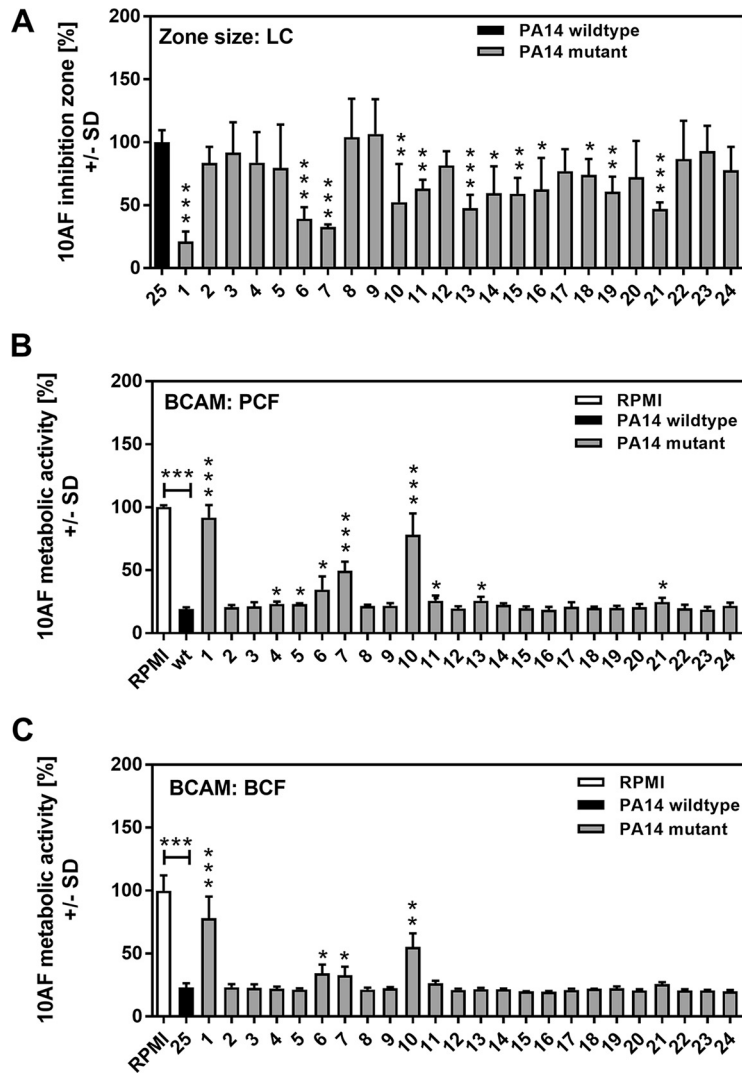 A
Zone size: LC
PA14 wildtype
PA14 mutant
10AF inhibition zone [%]
+/- SD
200
150
100
50
0
*** *** *** ** ** *** * ** * * ** ***
25 1 2 3 4 5 6 7 8 9 10 11 12 13 14 15 16 17 18 19 20 21 22 23 24
B
BCAM: PCF
RPMI
PA14 wildtype
PA14 mutant
10AF metabolic activity [%]
+/- SD
200
150
100
50
0
*** *** * * * *** *** * * *
RPMI wt 1 2 3 4 5 6 7 8 9 10 11 12 13 14 15 16 17 18 19 20 21 22 23 24
C
BCAM: BCF
RPMI
PA14 wildtype
PA14 mutant
10AF metabolic activity [%]
+/- SD
200
150
100
50
0
*** *** * * **
RPMI 25 1 2 3 4 5 6 7 8 9 10 11 12 13 14 15 16 17 18 19 20 21 22 23 24